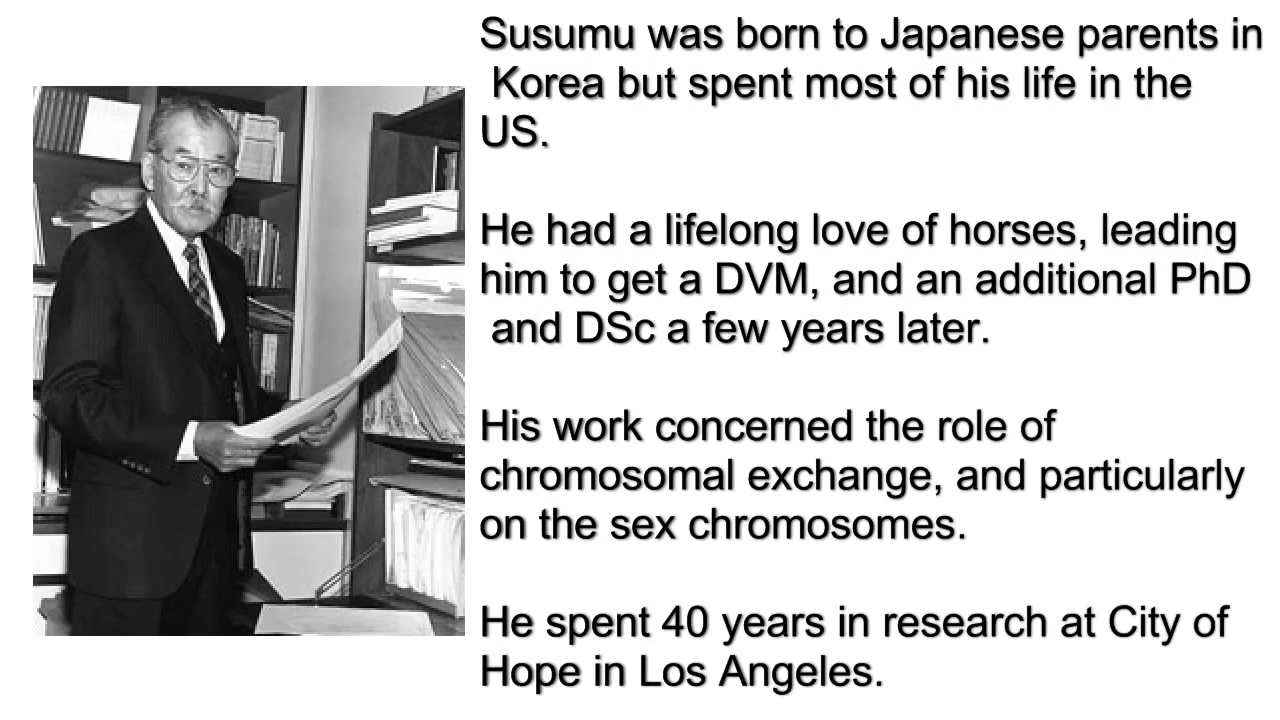 Susumu was born to Japanese parents in
Korea but spent most of his life in the
US.
He had a lifelong love of horses, leading
him to get a DVM, and an additional PhD
and DSc a few years later.
His work concerned the role of
chromosomal exchange, and particularly
on the sex chromosomes.
He spent 40 years in research at City of
Hope in Los Angeles.